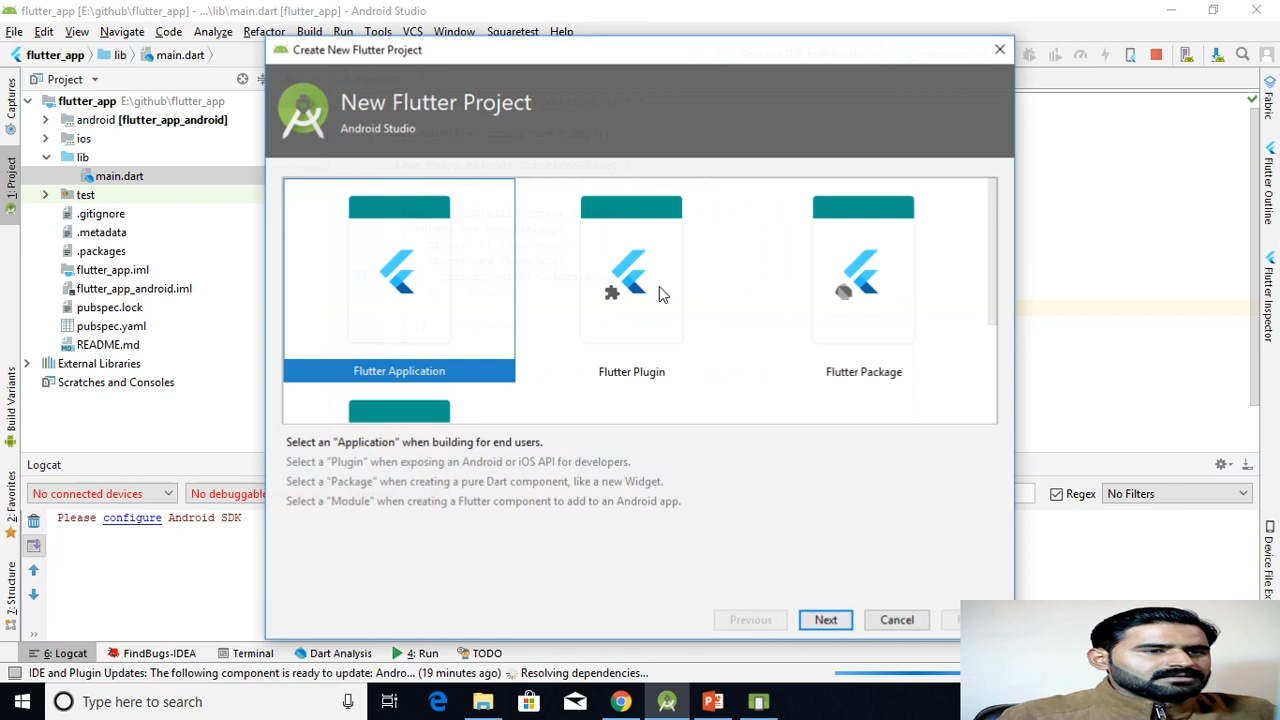 flutter_app [E:\github\flutter_app] - ...\lib\main.dart [flutter_app] - Android Studio
File Edit View Navigate Code Analyze Refactor Build Run Tools VCS Window Squaretest Help
flutter_app lib main.dart
Project
flutter_app E:\github\flutter_app
android [flutter_app_android]
ios
lib
main.dart
test
.gitignore
.metadata
.packages
flutter_app.iml
flutter_app_android.iml
pubspec.lock
pubspec.yaml
README.md
External Libraries
Scratches and Consoles
Captures
1: Project
Build Variants
2: Favorites
7: Structure
Create New Flutter Project
New Flutter Project
Android Studio
Flutter Application
Flutter Plugin
Flutter Package
Select an "Application" when building for end users.
Select a "Plugin" when exposing an Android or iOS API for developers.
Select a "Package" when creating a pure Dart component, like a new Widget.
Select a "Module" when creating a Flutter component to add to an Android app.
Previous Next Cancel
Fabric
Flutter Outline
Flutter Inspector
Device File Ex
Logcat
No connected devices
No debuggable
Regex No Filters
Please configure Android SDK
6: Logcat FindBugs-IDEA Terminal Dart Analysis 4: Run TODO
IDE and Plugin Updates: The following component is ready to update: Andro... (19 minutes ago) Resolving dependencies...
Type here to search